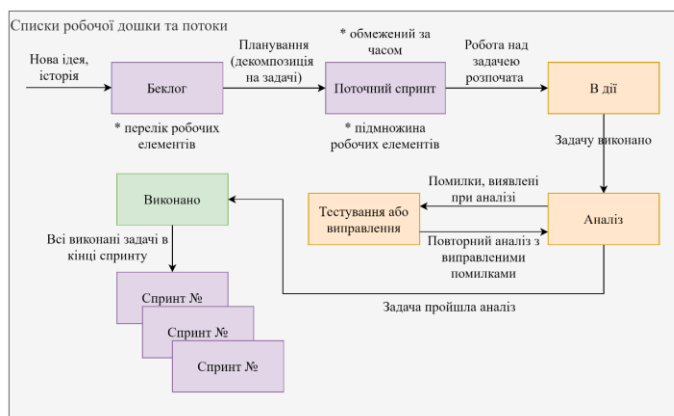 Списки робочої дошки та потоки
Нова ідея,
історія
Беклог
* перелік робочих
елементів
Планування
(декомпозиція
на задачі)
* обмежений за
часом
Поточний спринт
* підмножина
робочих елементів
Робота над
задачею
розпочата
В дії
Задачу виконано
Аналіз
Помилки, виявлені
при аналізі
Тестування або
виправлення
Повторний аналіз з
виправленими
помилками
Задача пройшла аналіз
Виконано
Всі виконані задачі в
кінці спринту
Спринт №
Спринт №
Спринт №